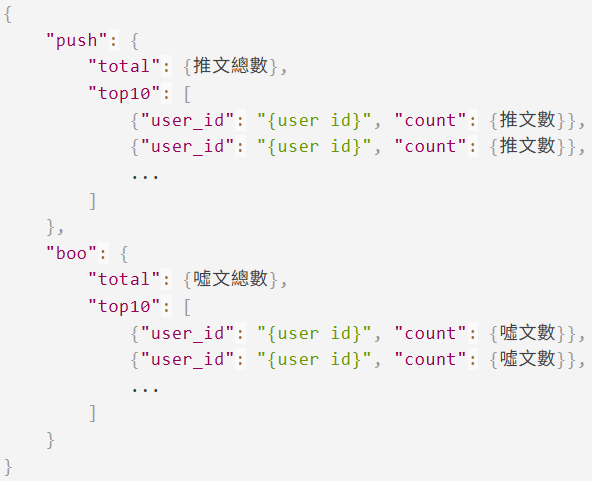 {
    "push": {
        "total": {推文總數},
        "top10": [
            {"user_id": "{user id}", "count": {推文數}},
            {"user_id": "{user id}", "count": {推文數}},
            ...
        ]
    },
    "boo": {
        "total": {噓文總數},
        "top10": [
            {"user_id": "{user id}", "count": {噓文數}},
            {"user_id": "{user id}", "count": {噓文數}},
            ...
        ]
    }
}